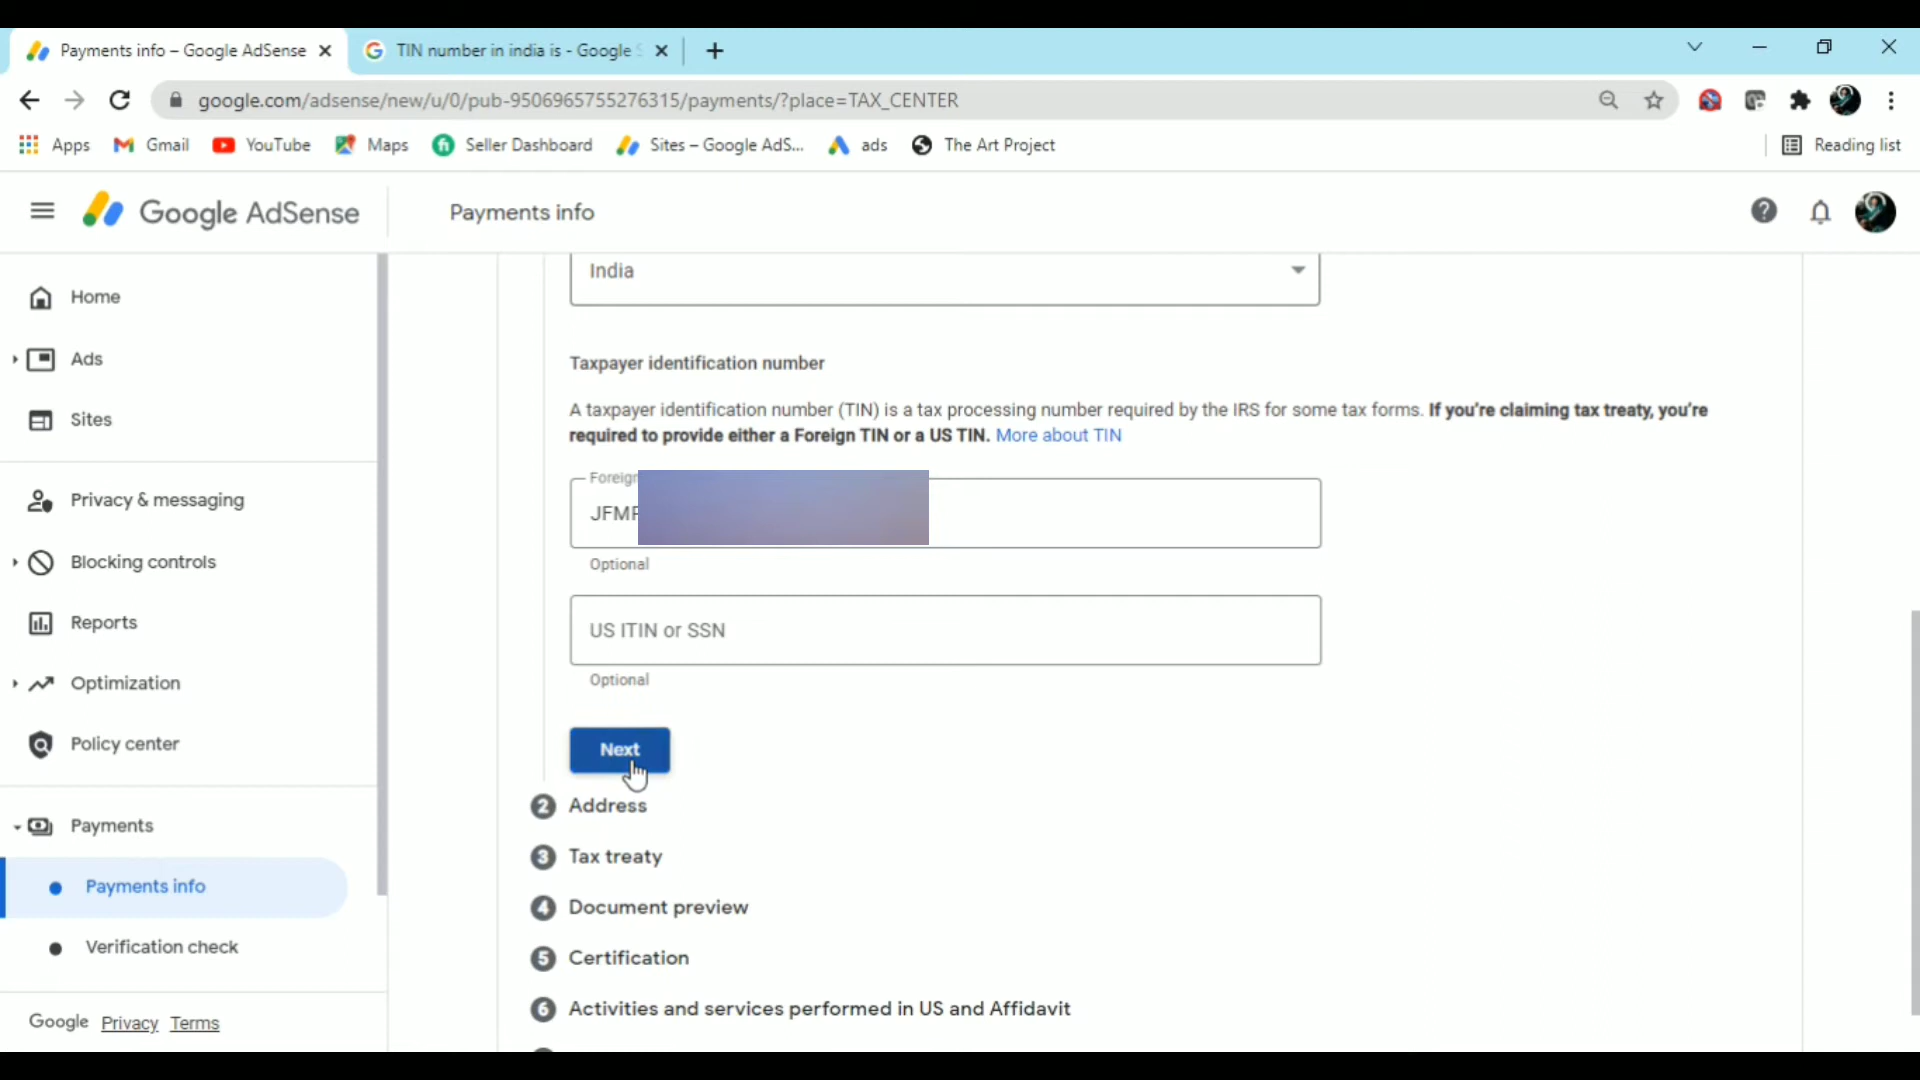 Payments info – Google AdSense
TIN number in india is - Google
google.com/adsense/new/u/0/pub-9506965755276315/payments/?place=TAX_CENTER
Apps
Gmail
YouTube
Maps
Seller Dashboard
Sites – Google AdS...
ads
The Art Project
Reading list
Google AdSense
Payments info
Home
Ads
Sites
Privacy & messaging
Blocking controls
Reports
Optimization
Policy center
Payments
Payments info
Verification check
Google Privacy Terms
India
Taxpayer identification number
A taxpayer identification number (TIN) is a tax processing number required by the IRS for some tax forms. If you're claiming tax treaty, you're
required to provide either a Foreign TIN or a US TIN. More about TIN
Foreign
Optional
US ITIN or SSN
Optional
Next
2 Address
3 Tax treaty
4 Document preview
5 Certification
6 Activities and services performed in US and Affidavit